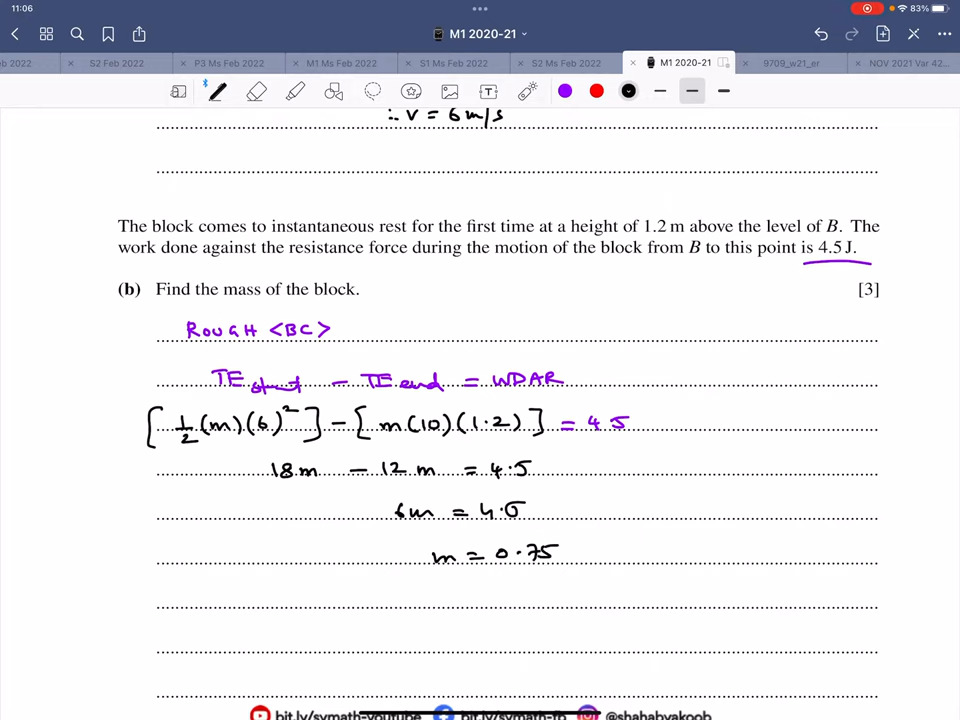 11:06
83%
M1 2020-21
b 2022
S2 Feb 2022
P3 Ms Feb 2022
M1 Ms Feb 2022
S1 Ms Feb 2022
S2 Ms Feb 2022
M1 2020-21
9709_w21_er
NOV 2021 Var 42...
∴ v = 6 m/s
The block comes to instantaneous rest for the first time at a height of 1.2 m above the level of B. The
work done against the resistance force during the motion of the block from B to this point is 4.5 J.
(b) Find the mass of the block. [3]
ROUGH <BC>
TE start - TE end = WDAR
[1/2 (m)(6)^2] - [m(10)(1.2)] = 4.5
18m - 12m = 4.5
6m = 4.5
m = 0.75
bit.ly/symath-youtube bit.ly/symath-fb @shahabyakoob